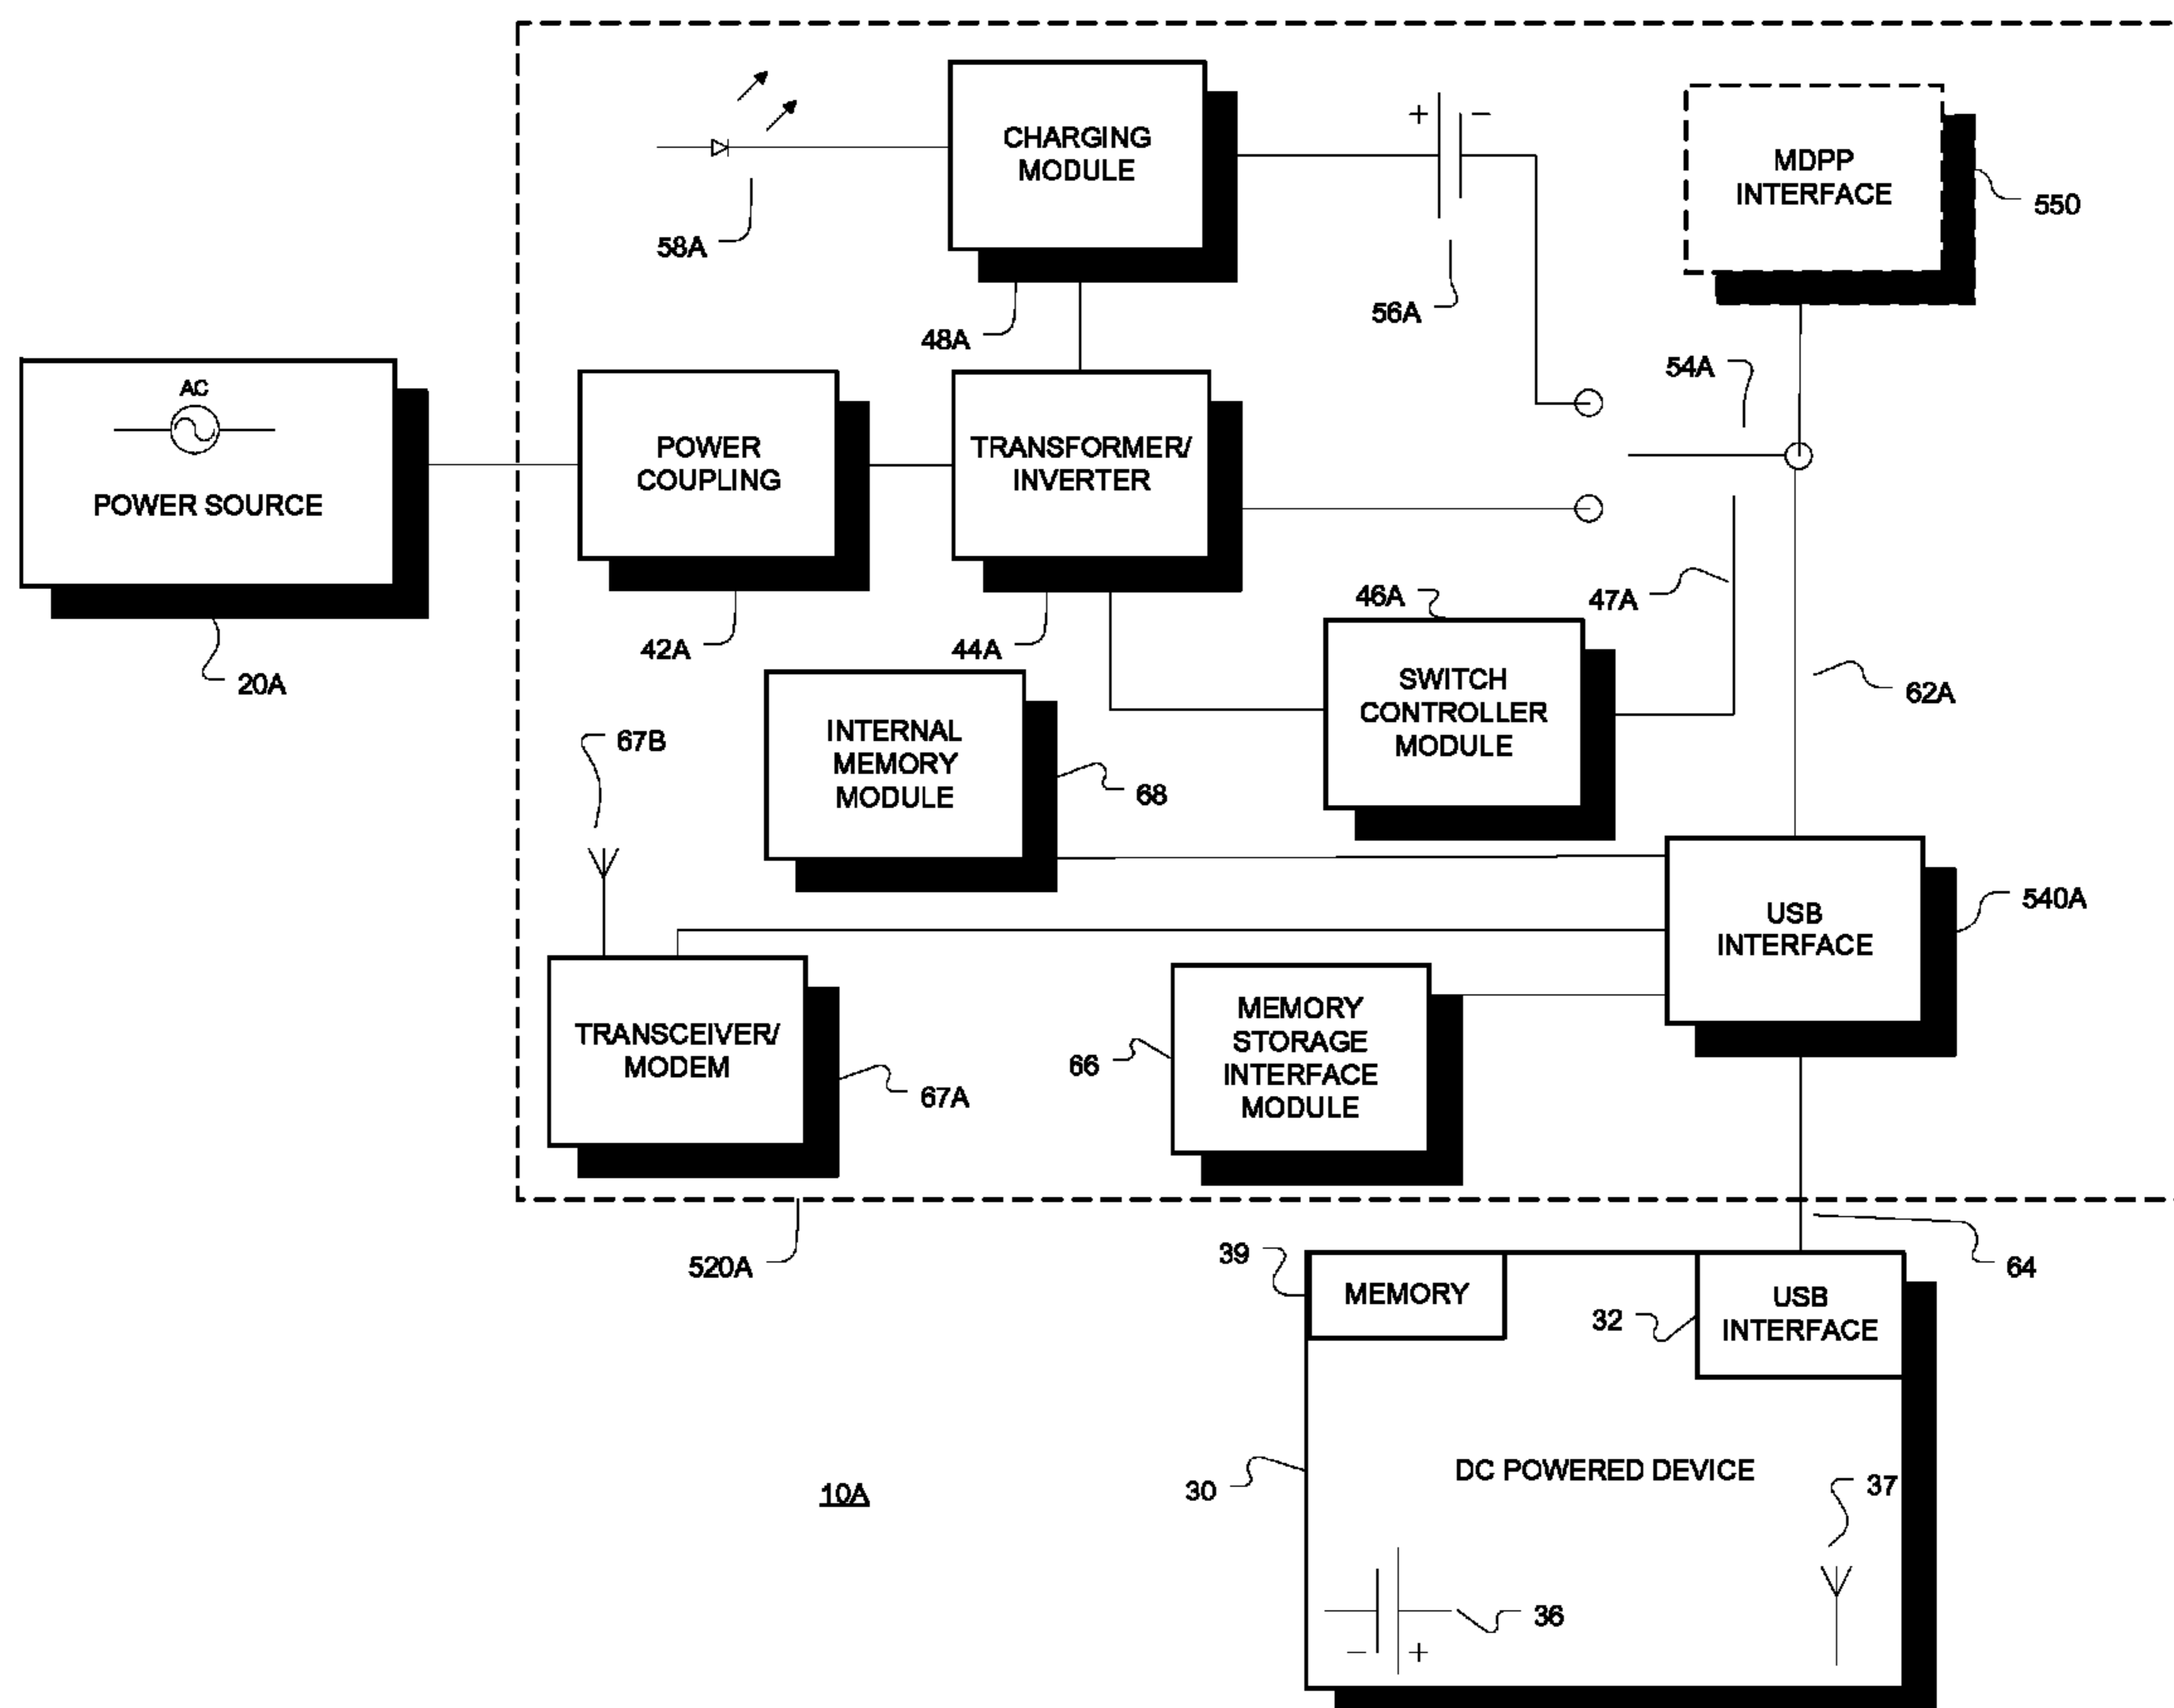 CHARGING
MODULE
+
−
MDPP
INTERFACE
550
58A
56A
48A
54A
AC
POWER SOURCE
POWER
COUPLING
TRANSFORMER/
INVERTER
20A
42A
44A
46A
47A
SWITCH
CONTROLLER
MODULE
62A
INTERNAL
MEMORY
MODULE
67B
68
USB
INTERFACE
540A
TRANSCEIVER/
MODEM
67A
MEMORY
STORAGE
INTERFACE
MODULE
66
520A
39
MEMORY
32
USB
INTERFACE
64
30
DC POWERED DEVICE
37
10A
36
−
+